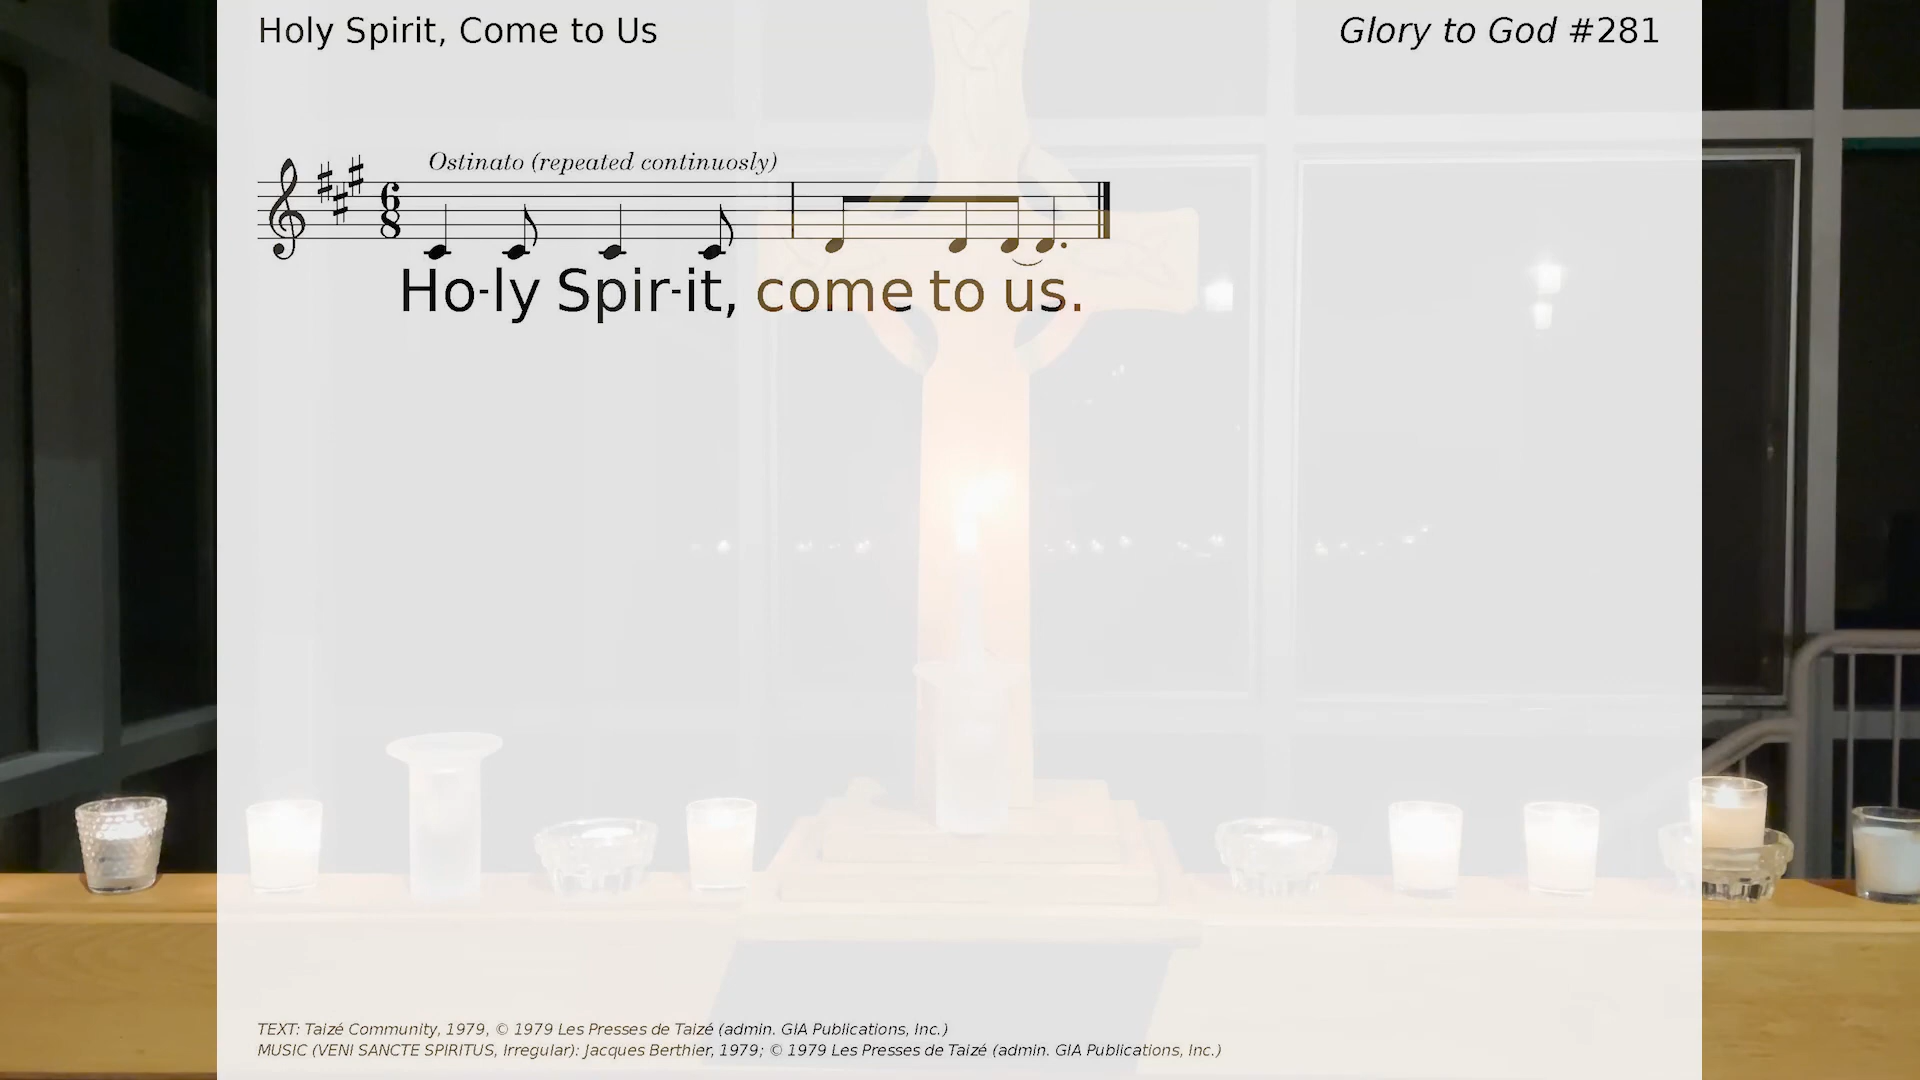 Holy Spirit, Come to Us
Glory to God #281
Ostinato (repeated continuosly)
6
8
Ho-ly Spir-it, come to us.
TEXT: Taizé Community, 1979, © 1979 Les Presses de Taizé (admin. GIA Publications, Inc.)
MUSIC (VENI SANCTE SPIRITUS, Irregular): Jacques Berthier, 1979; © 1979 Les Presses de Taizé (admin. GIA Publications, Inc.)